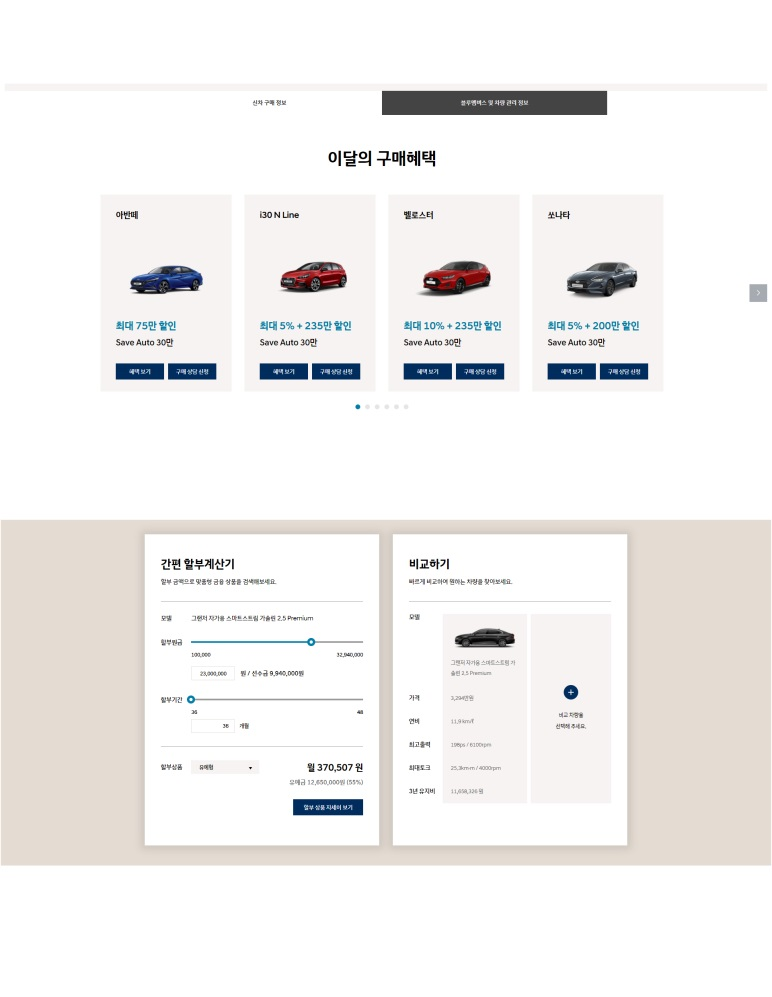 신차 구매 정보
블루멤버스 및 차량 관리 정보
이달의 구매혜택
아반떼
i30 N Line
벨로스터
쏘나타
최대 75만 할인
최대 5% + 235만 할인
최대 10% + 235만 할인
최대 5% + 200만 할인
Save Auto 30만
Save Auto 30만
Save Auto 30만
Save Auto 30만
혜택 보기
구매 상담 신청
혜택 보기
구매 상담 신청
혜택 보기
구매 상담 신청
혜택 보기
구매 상담 신청
간편 할부계산기
할부 금액으로 맞춤형 금융 상품을 검색해보세요.
모델
그랜저 자가용 스마트스트림 가솔린 2.5 Premium
할부원금
100,000
32,940,000
23,000,000
원 / 선수금 9,940,000원
할부기간
36
48
36
개월
할부상품
유예형
월 370,507 원
유예금 12,650,000원 (55%)
할부 상품 자세히 보기
비교하기
빠르게 비교하여 원하는 차량을 찾아보세요.
모델
그랜저 자가용 스마트스트림 가
솔린 2.5 Premium
가격
3,294만원
연비
11.9 km/ℓ
최고출력
198ps / 6100rpm
최대토크
25.3km·m / 4000rpm
3년 유지비
11,658,326 원
비교 차량을
선택해 주세요.